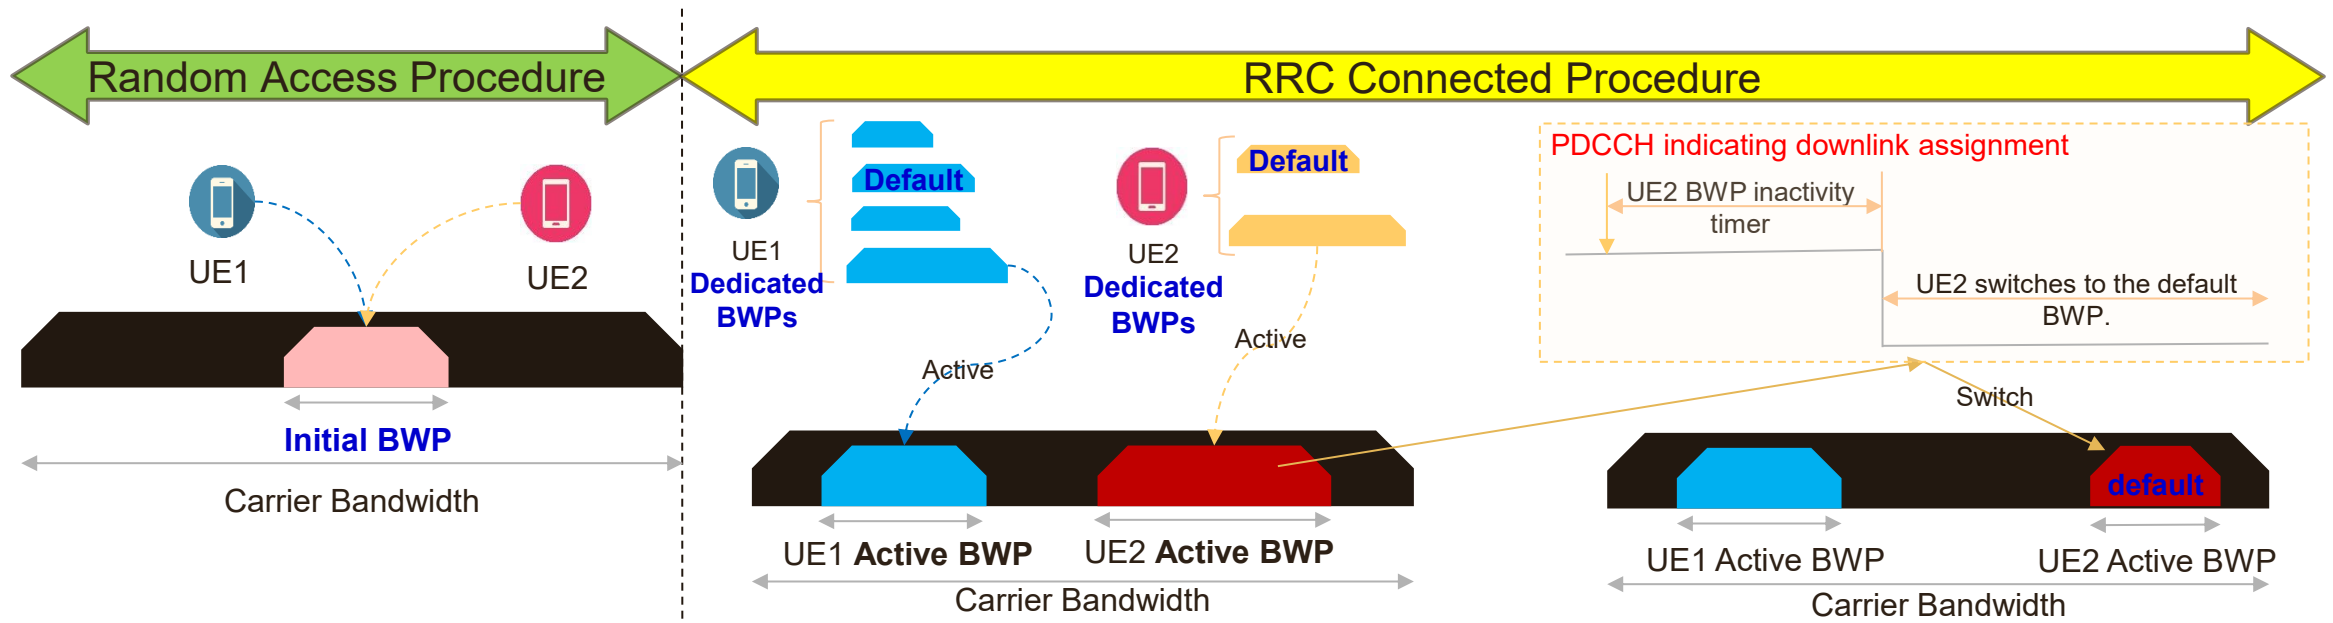 Random Access Procedure
RRC Connected Procedure
UE1
UE2
Initial BWP
Carrier Bandwidth
UE1
Dedicated
BWPs
Default
Active
UE2
Dedicated
BWPs
Default
Active
UE1 Active BWP
UE2 Active BWP
Carrier Bandwidth
PDCCH indicating downlink assignment
UE2 BWP inactivity
timer
UE2 switches to the default
BWP.
Switch
default
UE1 Active BWP
UE2 Active BWP
Carrier Bandwidth